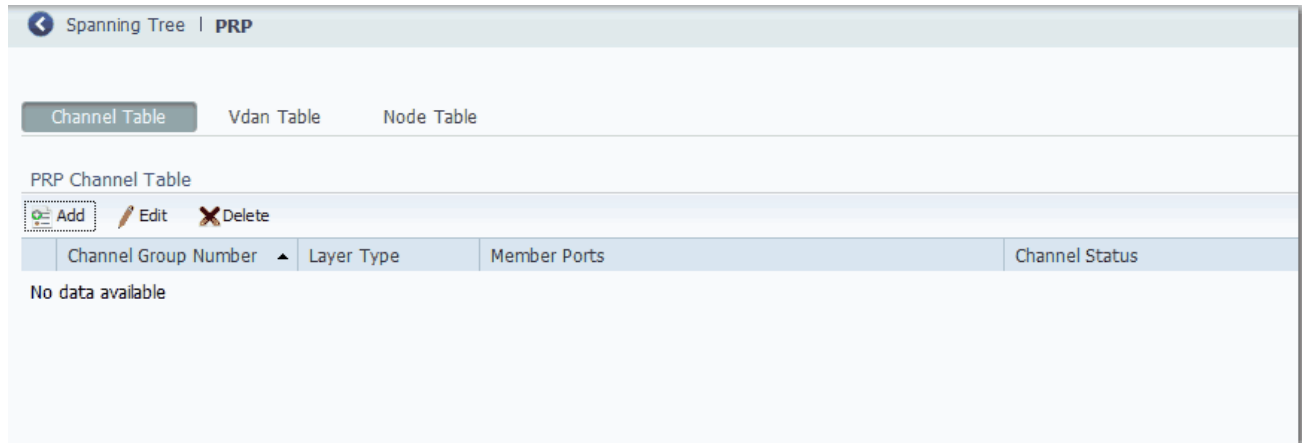 Spanning Tree | PRP
Channel Table Vdan Table Node Table
PRP Channel Table
Add Edit Delete
Channel Group Number Layer Type Member Ports Channel Status
No data available